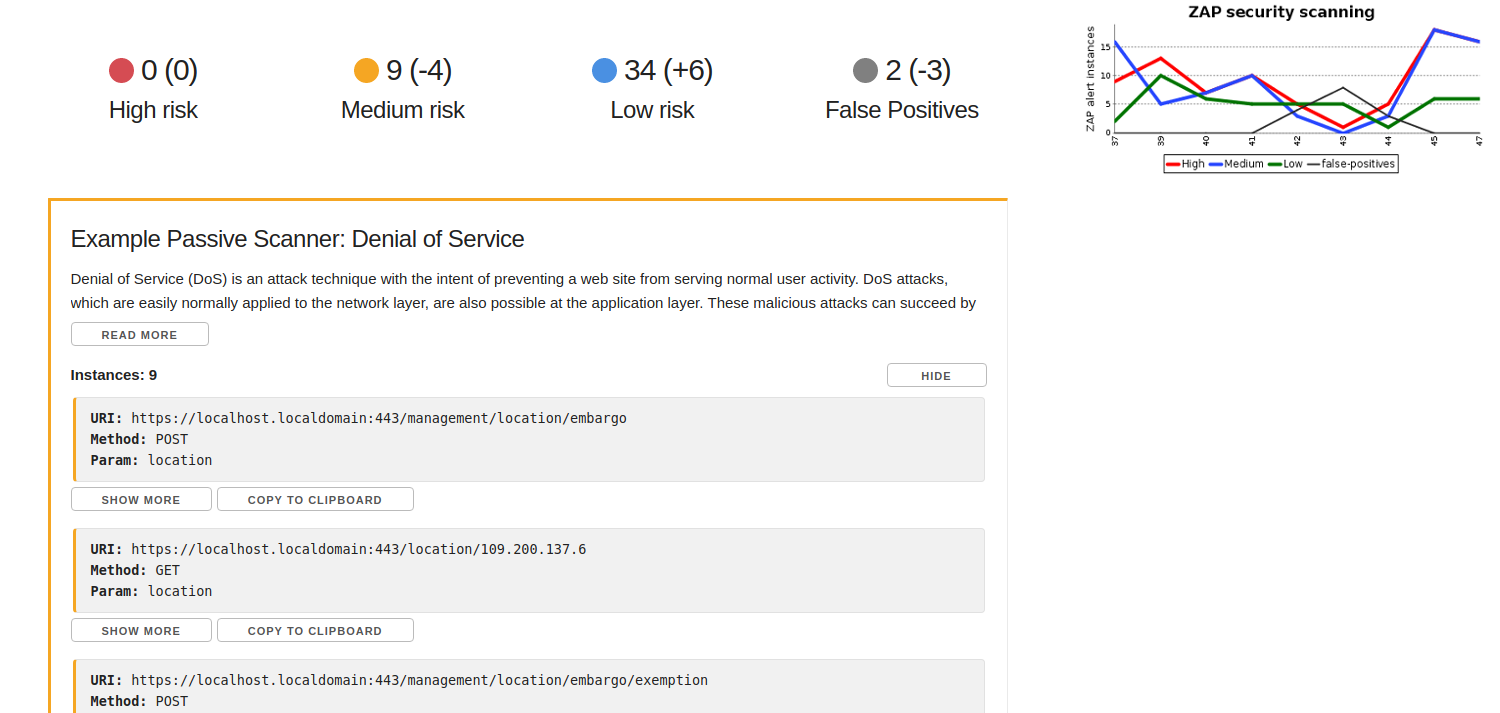 0 (0)
High risk
9 (-4)
Medium risk
34 (+6)
Low risk
2 (-3)
False Positives
ZAP security scanning
ZAP alert instances
15
10
5
0
37 39 40 41 42 43 44 45 47
High Medium Low false-positives
Example Passive Scanner: Denial of Service
Denial of Service (DoS) is an attack technique with the intent of preventing a web site from serving normal user activity. DoS attacks,
which are easily normally applied to the network layer, are also possible at the application layer. These malicious attacks can succeed by
READ MORE
Instances: 9
HIDE
URI: https://localhost.localdomain:443/management/location/embargo
Method: POST
Param: location
SHOW MORE COPY TO CLIPBOARD
URI: https://localhost.localdomain:443/location/109.200.137.6
Method: GET
Param: location
SHOW MORE COPY TO CLIPBOARD
URI: https://localhost.localdomain:443/management/location/embargo/exemption
Method: POST